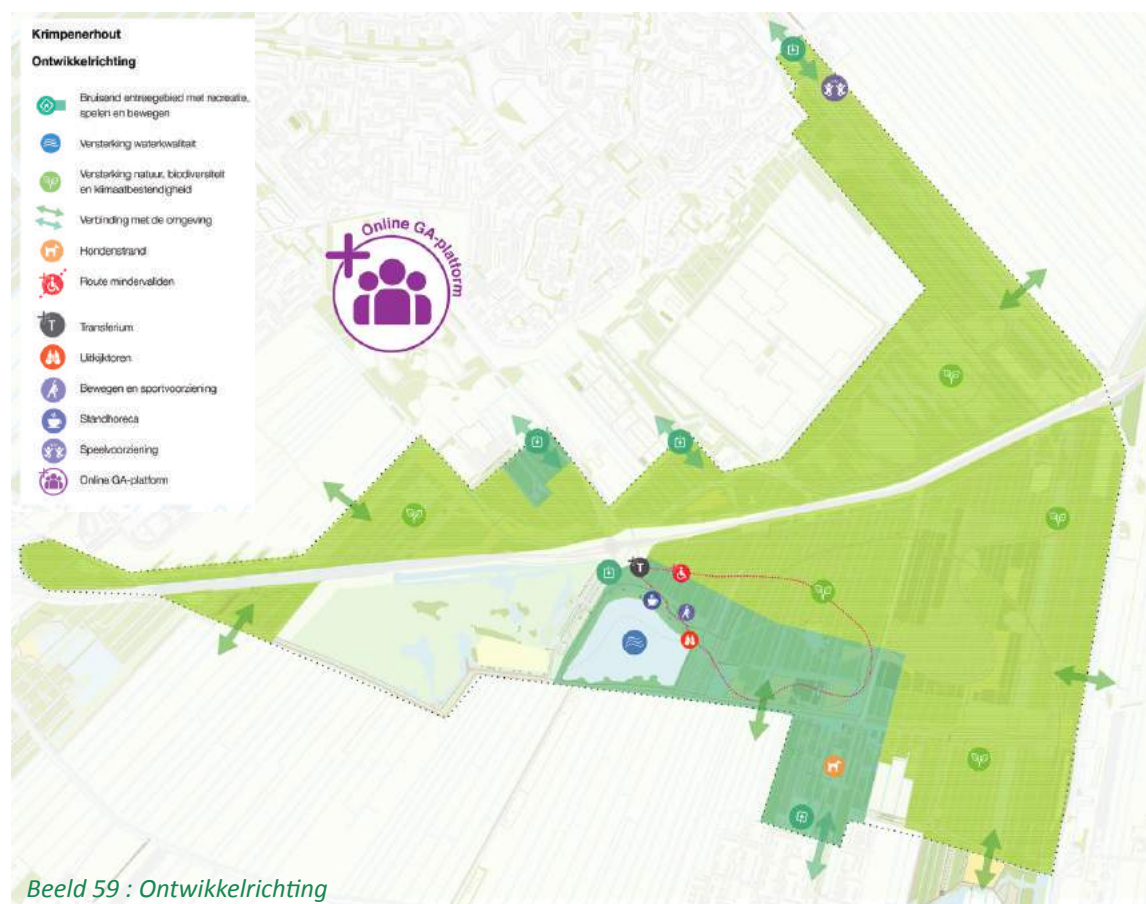 Krimpenerhout
Ontwikkelrichting
Bruisend entreegebied met recreatie,
spelen en bewegen
Versterking waterkwaliteit
Versterking natuur, biodiversiteit
en klimaatbestendigheid
Verbinding met de omgeving
Hondenstrand
Route mindervaliden
T
Transferium
Uitkijktoren
Bewegen en sportvoorziening
Standhoreca
Speelvoorziening
Online GA-platform
Online GA-platform
T
Beeld 59 : Ontwikkelrichting